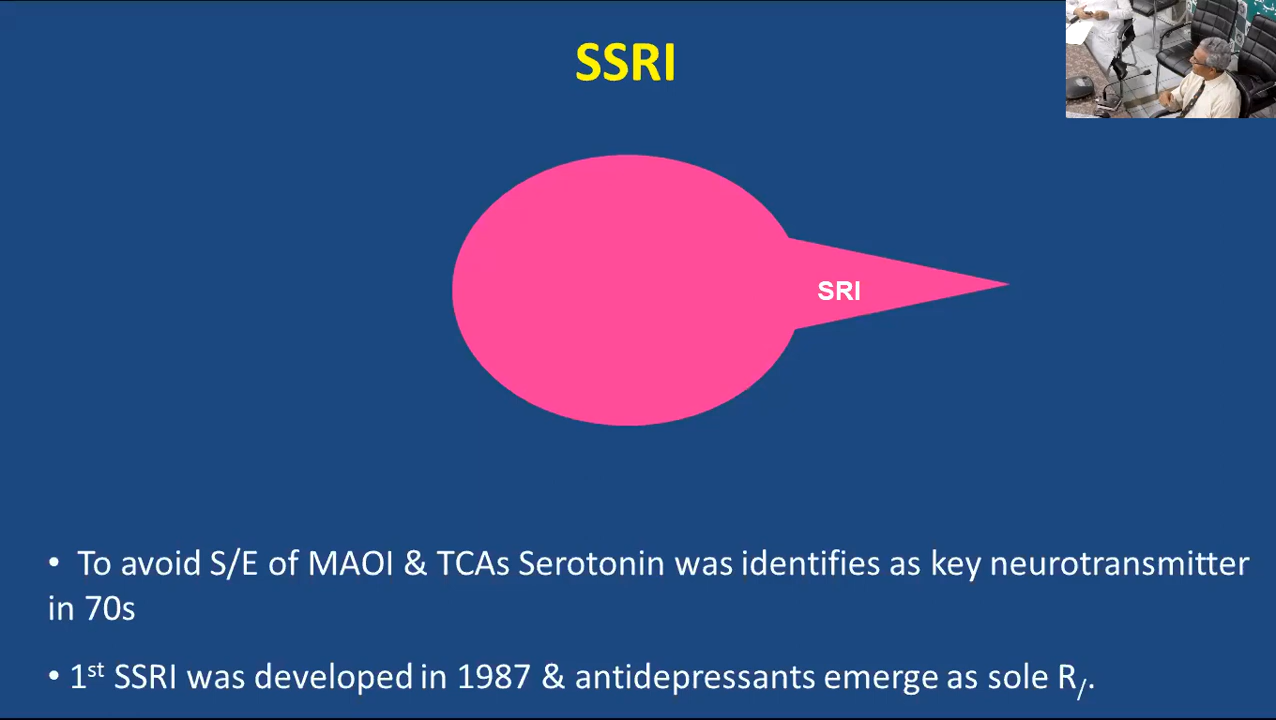 SSRI
SRI
• To avoid S/E of MAOI & TCAs Serotonin was identifies as key neurotransmitter
in 70s
• 1st SSRI was developed in 1987 & antidepressants emerge as sole R/.